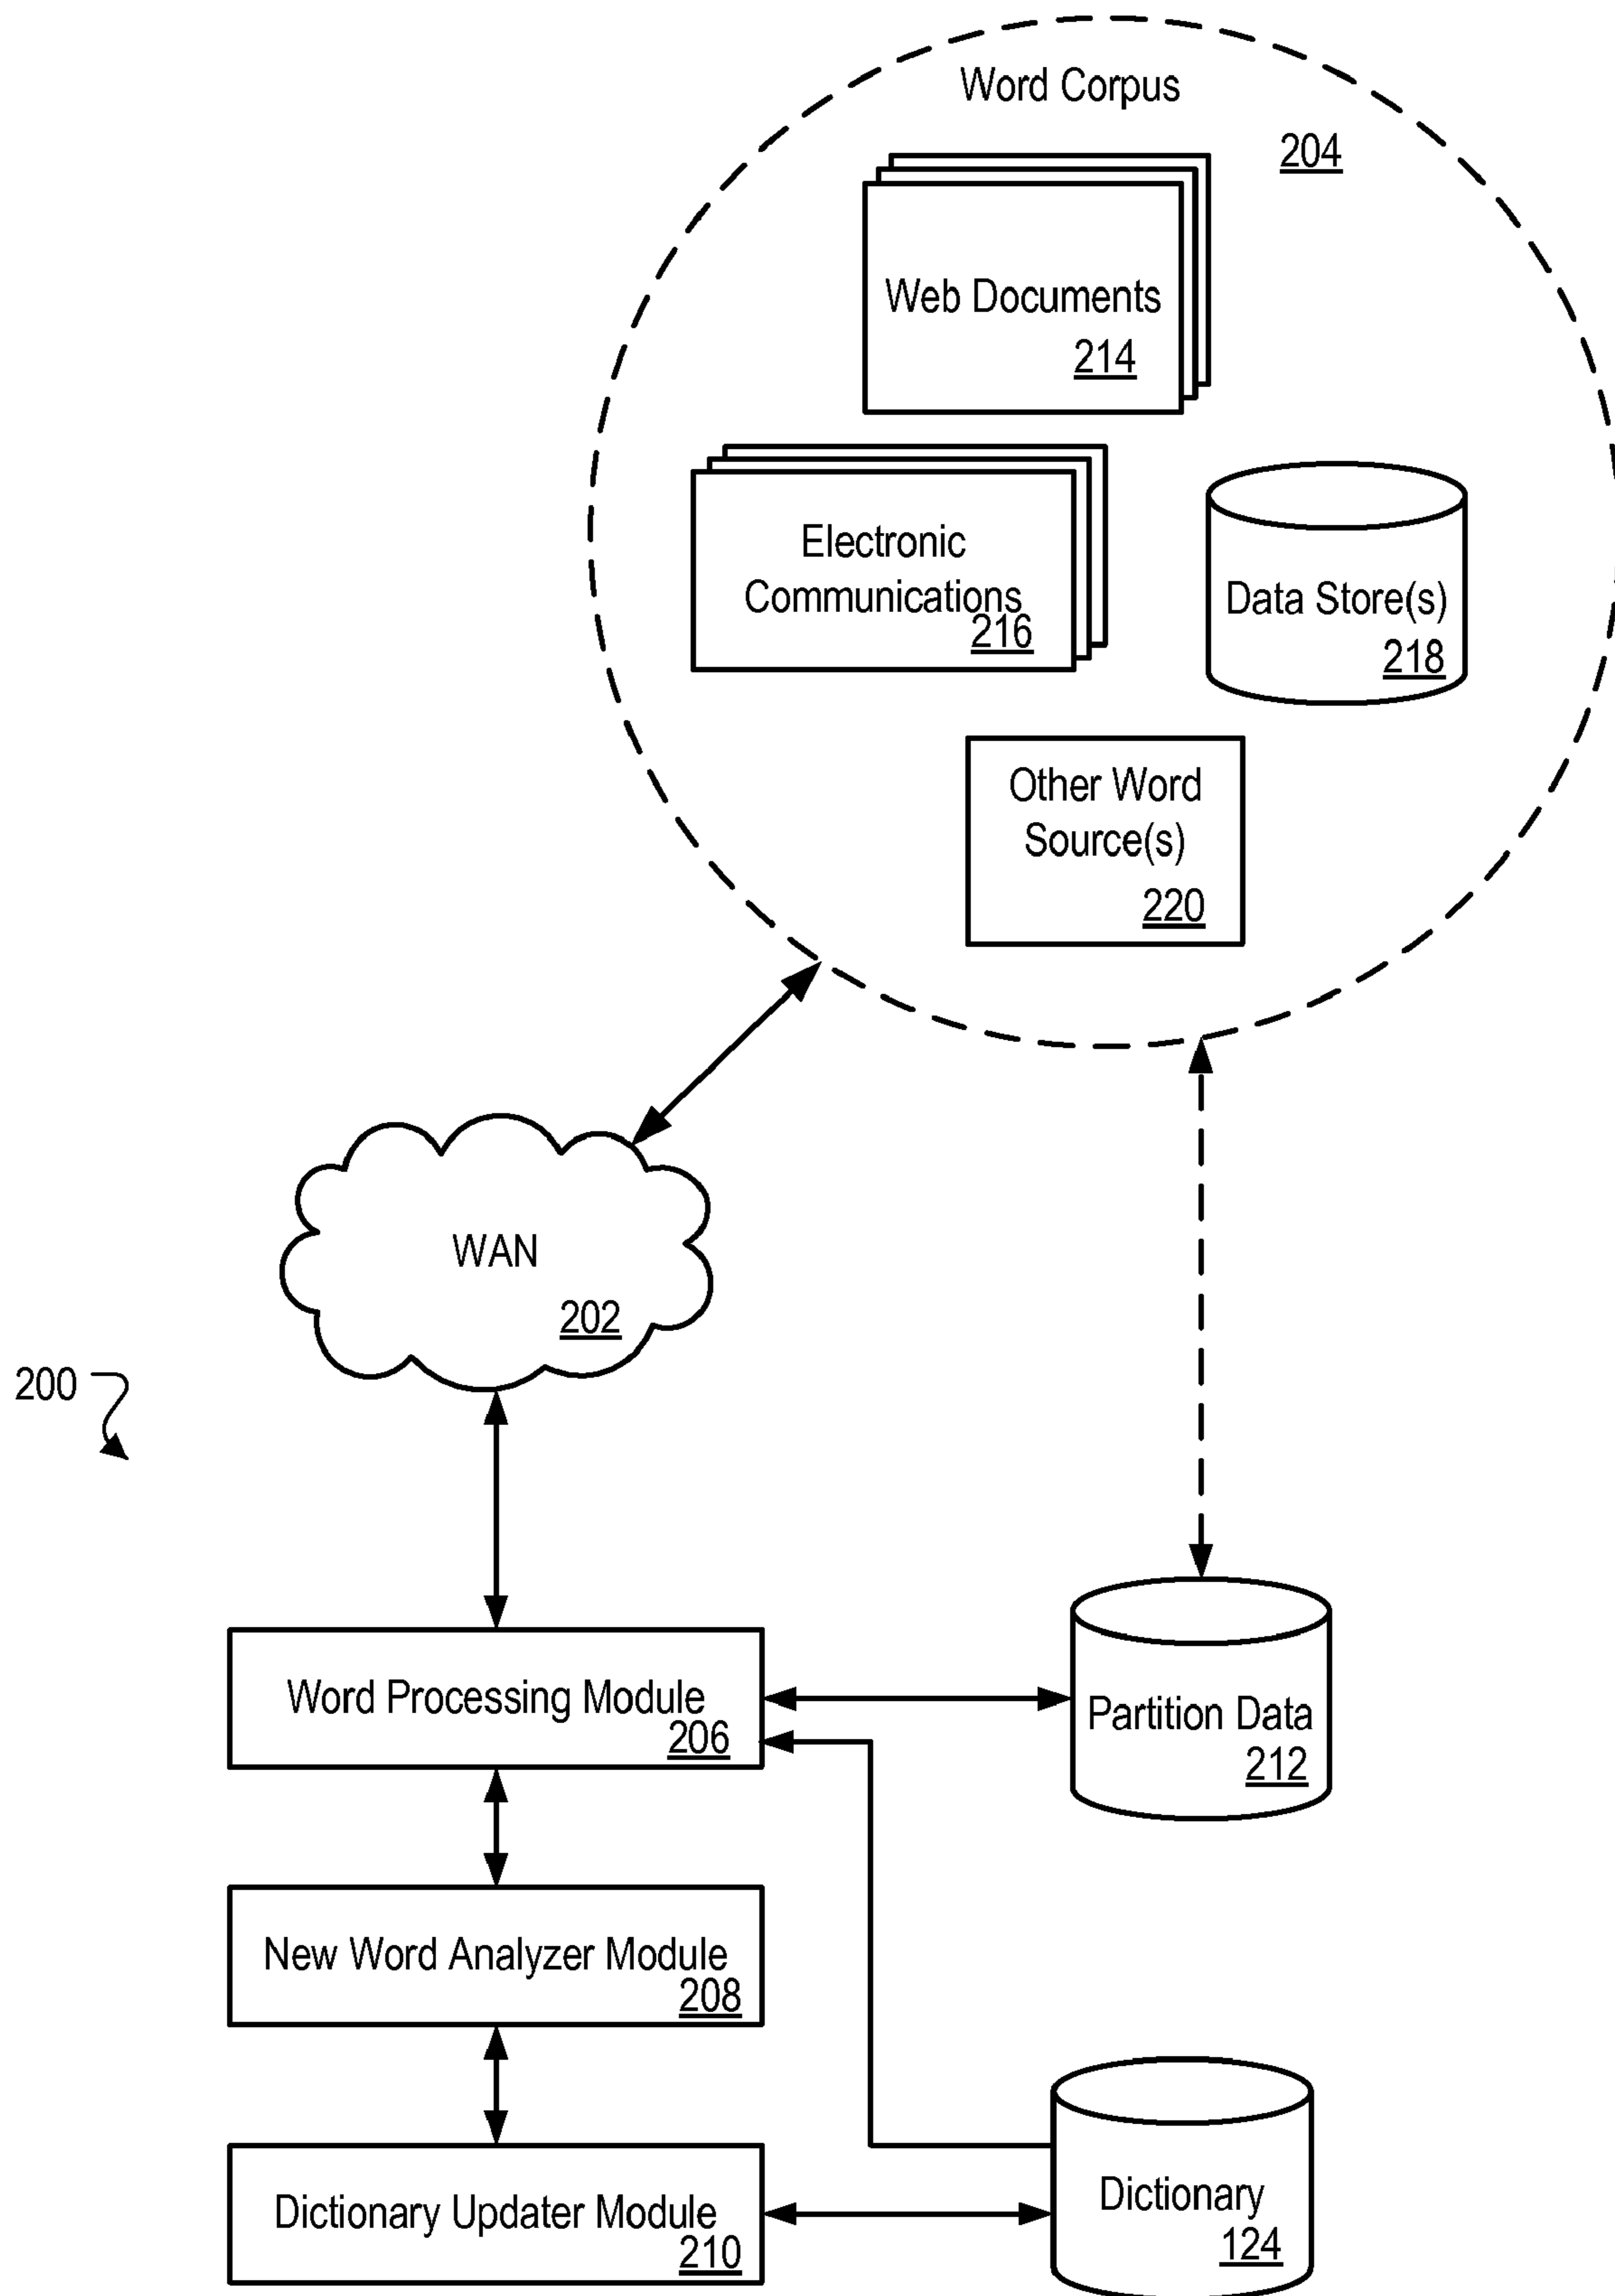 Word Corpus
204
Web Documents
214
Electronic
Communications
216
Data Store(s)
218
Other Word
Source(s)
220
WAN
202
200
Word Processing Module
206
Partition Data
212
New Word Analyzer Module
208
Dictionary Updater Module
210
Dictionary
124